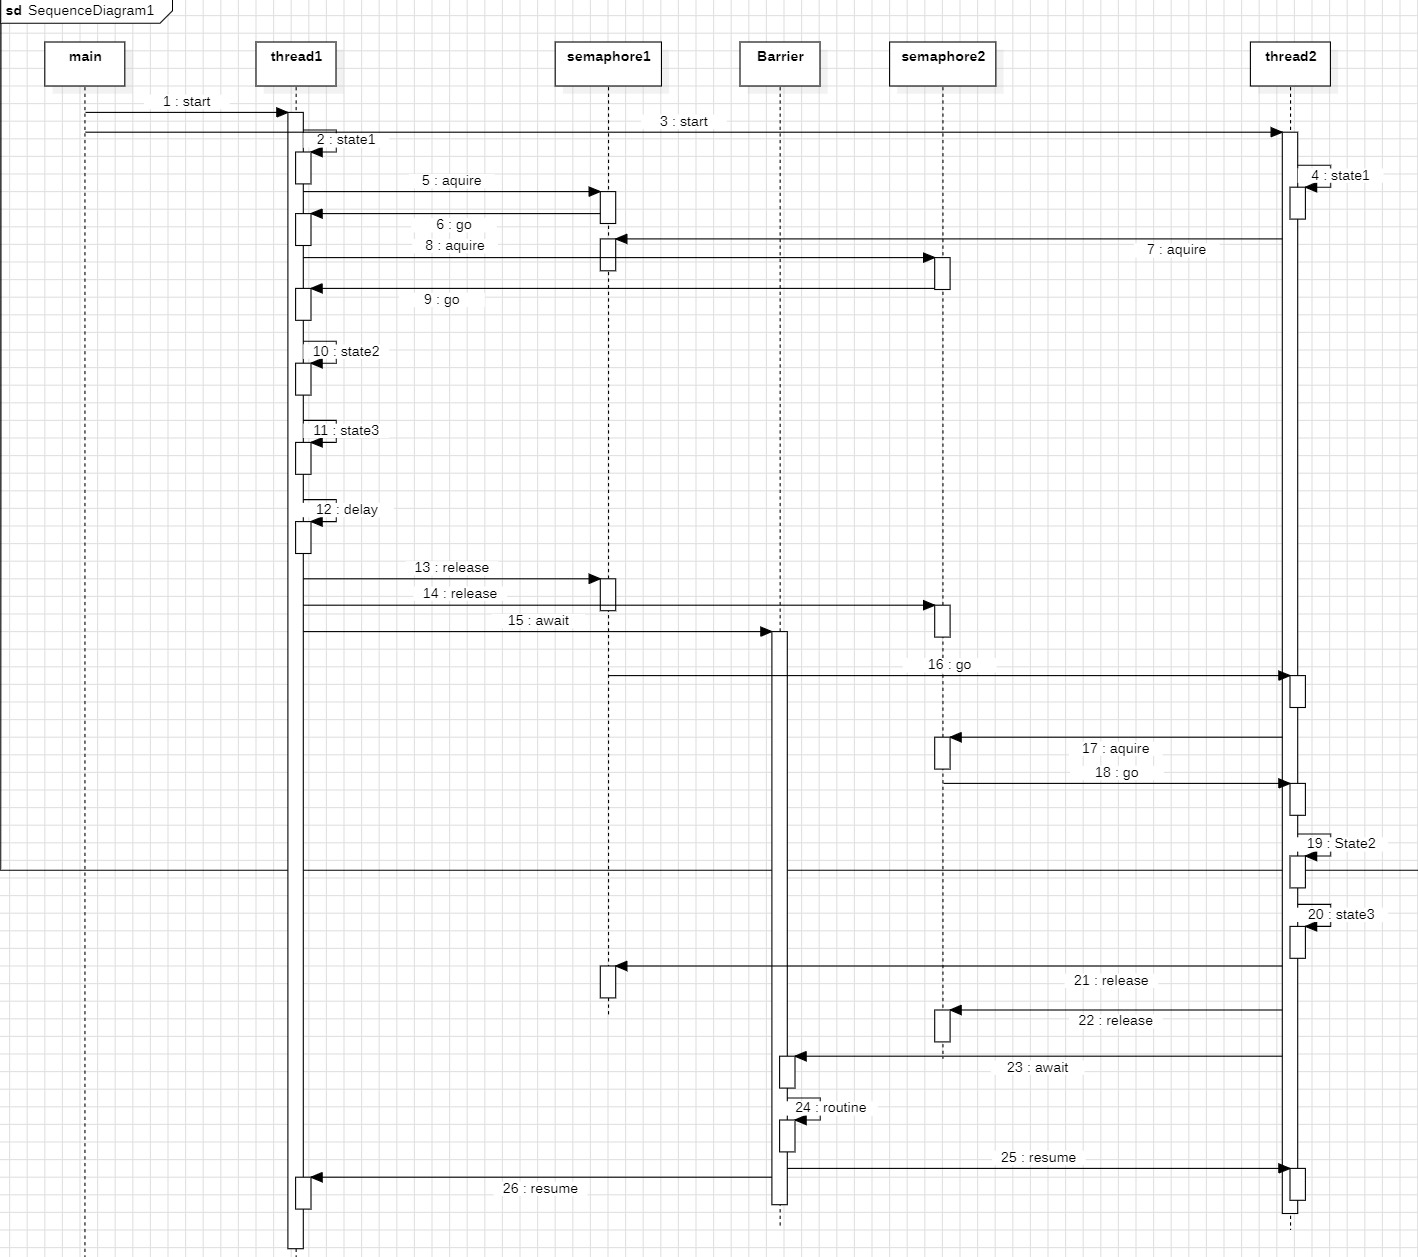 sd SequenceDiagram1
main
thread1
semaphore1
Barrier
semaphore2
thread2
1 : start
3 : start
2 : state1
4 : state1
5 : aquire
6 : go
7 : aquire
8 : aquire
9 : go
10 : state2
11 : state3
12 : delay
13 : release
14 : release
15 : await
16 : go
17 : aquire
18 : go
19 : State2
20 : state3
21 : release
22 : release
23 : await
24 : routine
25 : resume
26 : resume